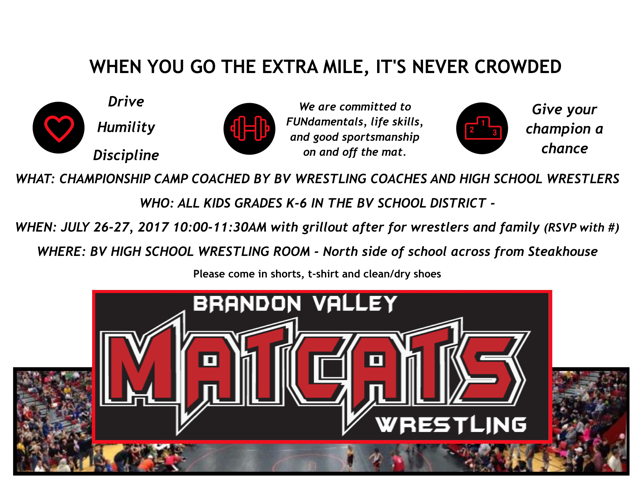 WHEN YOU GO THE EXTRA MILE, IT'S NEVER CROWDED
Drive
Humility
Discipline
We are committed to
FUNdamentals, life skills,
and good sportsmanship
on and off the mat.
1
2
3
Give your
champion a
chance
WHAT: CHAMPIONSHIP CAMP COACHED BY BV WRESTLING COACHES AND HIGH SCHOOL WRESTLERS
WHO: ALL KIDS GRADES K-6 IN THE BV SCHOOL DISTRICT -
WHEN: JULY 26-27, 2017 10:00-11:30AM with grillout after for wrestlers and family (RSVP with #)
WHERE: BV HIGH SCHOOL WRESTLING ROOM - North side of school across from Steakhouse
Please come in shorts, t-shirt and clean/dry shoes
BRANDON VALLEY
MATCATS
WRESTLING